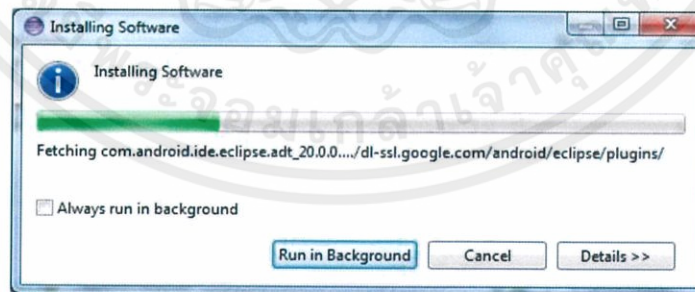 Installing Software
Installing Software
Fetching com.android.ide.eclipse.adt_20.0.0..../dl-ssl.google.com/android/eclipse/plugins/
Always run in background
Run in Background
Cancel
Details >>